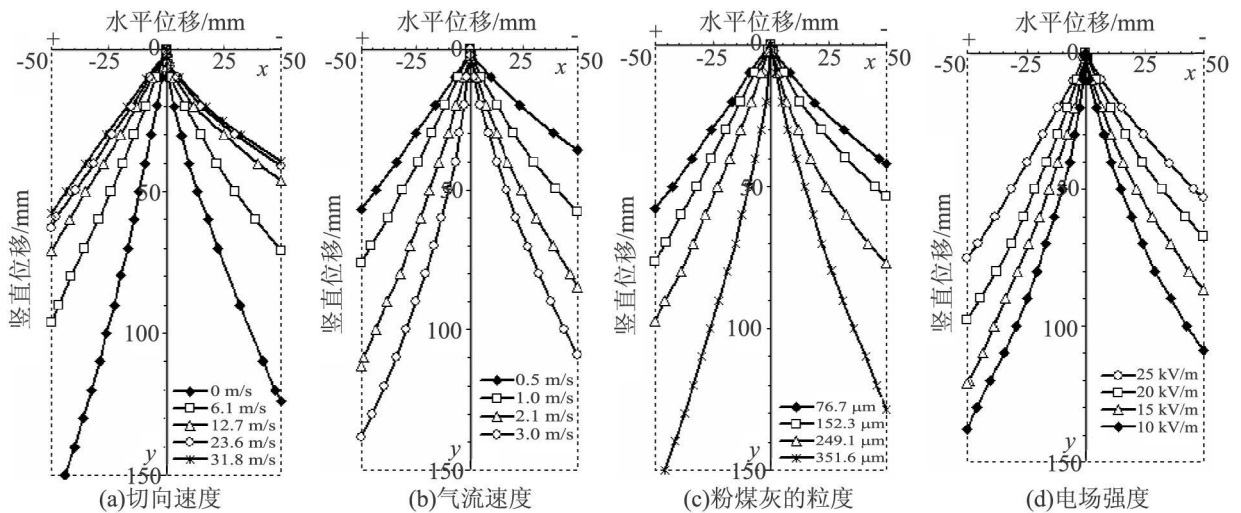 水平位移/mm
+ -
-50 -25 0 25 50
x
竖直位移/mm
50
100
150
y
0 m/s
6.1 m/s
12.7 m/s
23.6 m/s
31.8 m/s
(a)切向速度
水平位移/mm
+ -
-50 -25 0 25 50
x
竖直位移/mm
50
100
150
y
0.5 m/s
1.0 m/s
2.1 m/s
3.0 m/s
(b)气流速度
水平位移/mm
+ -
-50 -25 0 25 50
x
竖直位移/mm
50
100
150
y
76.7 μm
152.3 μm
249.1 μm
351.6 μm
(c)粉煤灰的粒度
水平位移/mm
+ -
-50 -25 0 25 50
x
竖直位移/mm
50
100
150
y
25 kV/m
20 kV/m
15 kV/m
10 kV/m
(d)电场强度